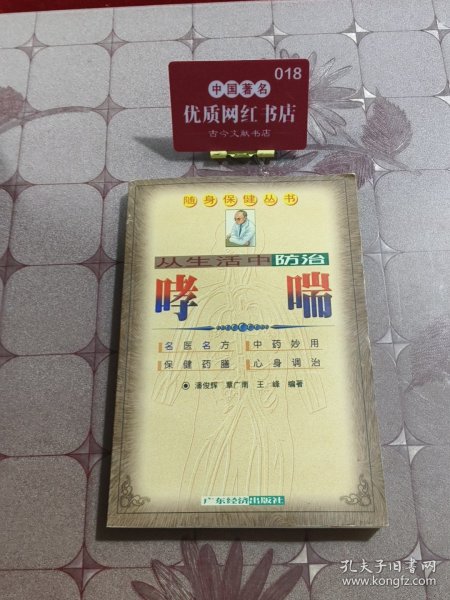 018
中国著名
优质网红书店
古今文献书店
随身保健丛书
从生活中防治
哮喘
名医名方 中药妙用
保健药膳 心身调治
潘俊辉 覃广雨 王峰 编著
广东经济出版社
孔夫子旧书网
www.kongfz.com